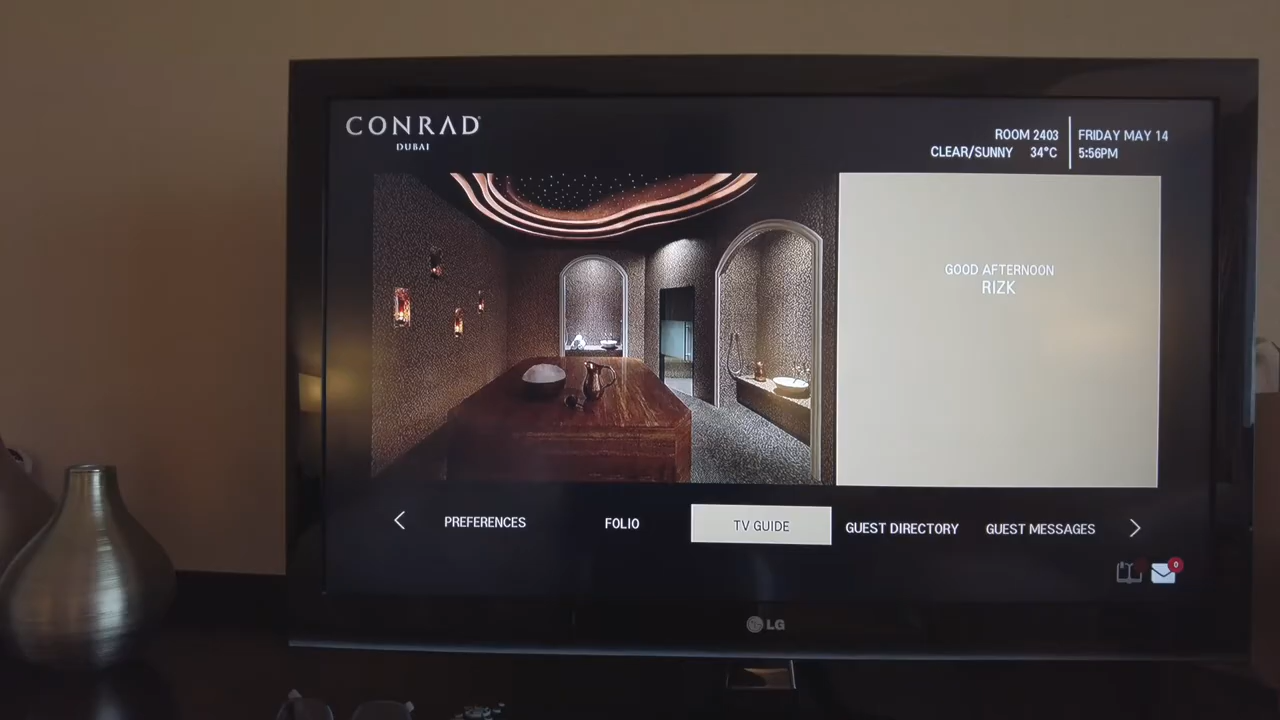 CONRAD
DUBAI
ROOM 2403
CLEAR/SUNNY 34°C
FRIDAY MAY 14
5:56PM
GOOD AFTERNOON
RIZK
PREFERENCES
FOLIO
TV GUIDE
GUEST DIRECTORY
GUEST MESSAGES
0
LG